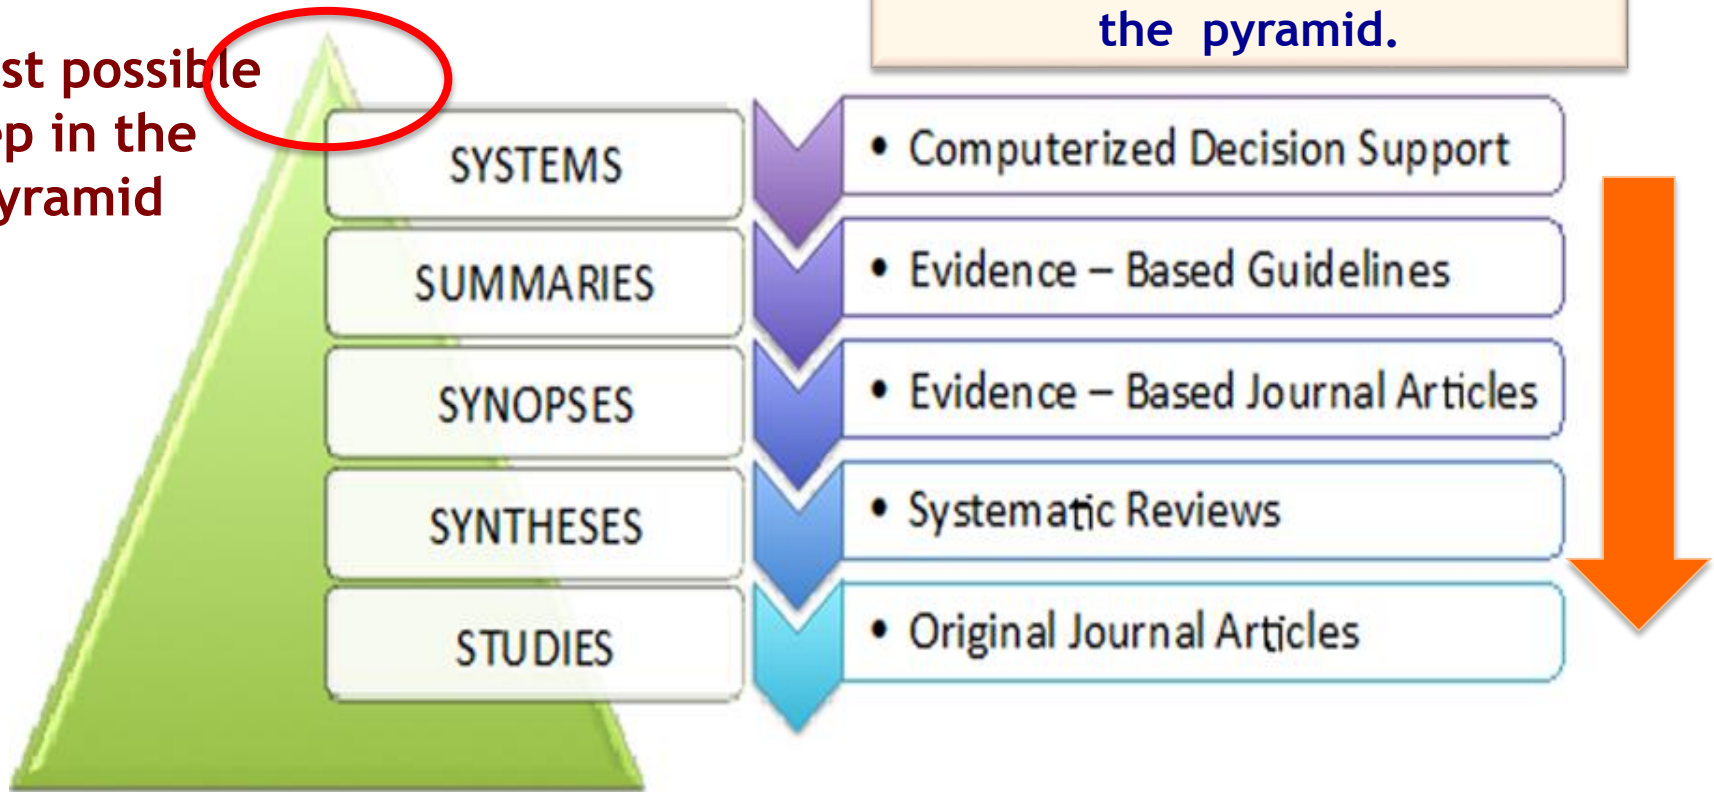 the pyramid.
st possible
p in the
yramid
SYSTEMS
• Computerized Decision Support
SUMMARIES
• Evidence – Based Guidelines
SYNOPSES
• Evidence – Based Journal Articles
SYNTHESES
• Systematic Reviews
STUDIES
• Original Journal Articles